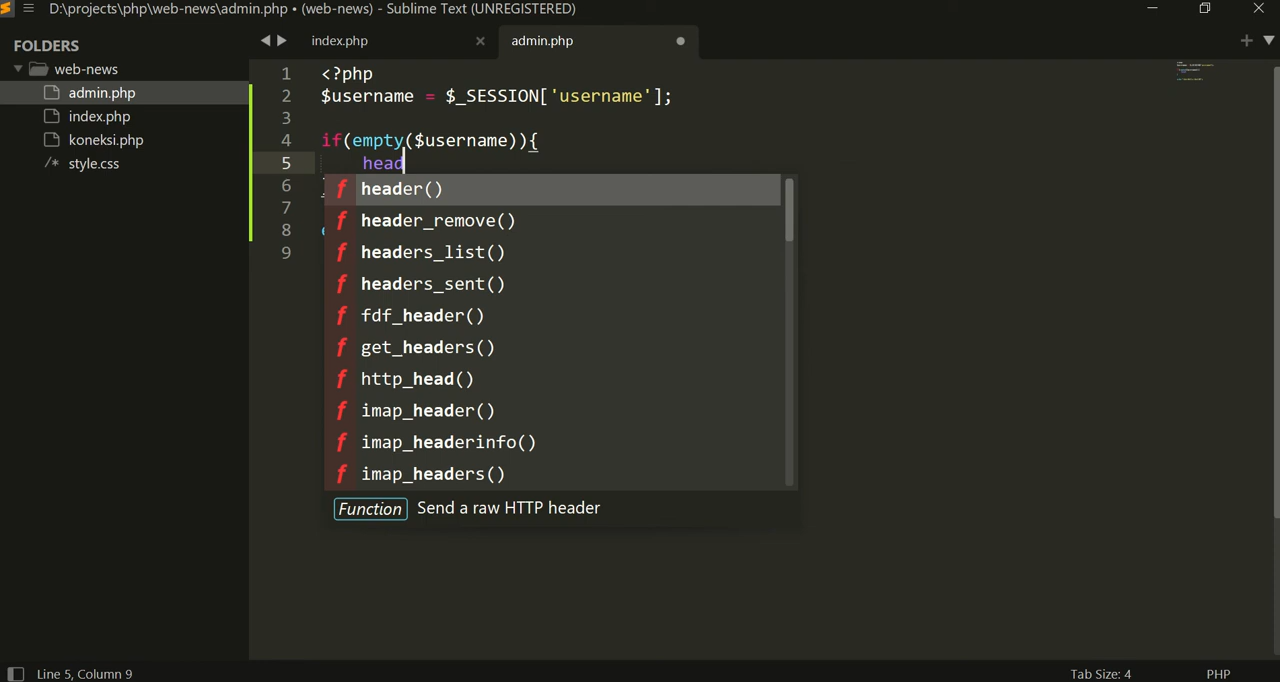 D:\projects\php\web-news\admin.php • (web-news) - Sublime Text (UNREGISTERED)
FOLDERS
web-news
admin.php
index.php
koneksi.php
/* style.css
index.php
admin.php
1 <?php
2 $username = $_SESSION['username'];
3
4 if(empty($username)){
5 head
6 }
7
8 e
9
f header()
f header_remove()
f headers_list()
f headers_sent()
f fdf_header()
f get_headers()
f http_head()
f imap_header()
f imap_headerinfo()
f imap_headers()
Function Send a raw HTTP header
Line 5, Column 9
Tab Size: 4
PHP